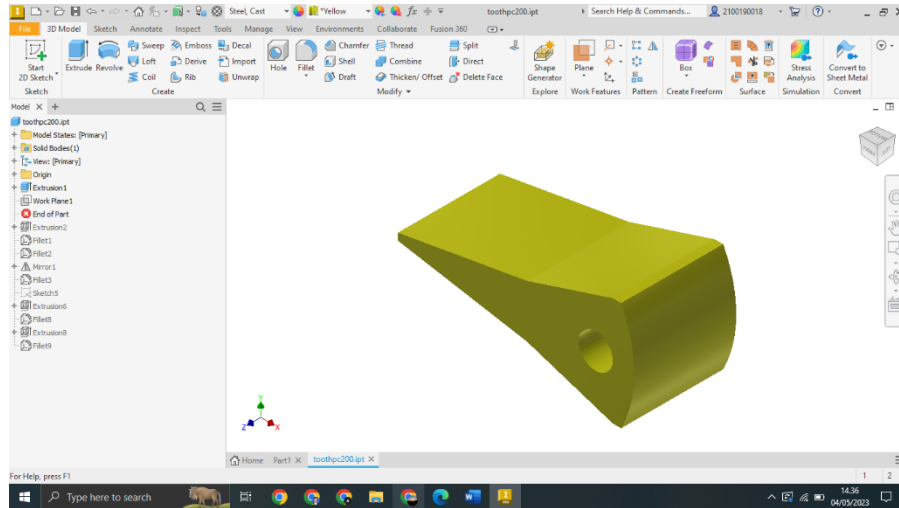 Steel, Cast
*Yellow
toothpc200.ipt
Search Help & Commands...
2100190018
File 3D Model Sketch Annotate Inspect Tools Manage View Environments Collaborate Fusion 360
Start 2D Sketch
Extrude Revolve
Sweep Emboss Decal
Loft Derive Import
Coil Rib Unwrap
Hole Fillet
Chamfer Thread Split
Shell Combine Direct
Draft Thicken/ Offset Delete Face
Shape Generator
Plane
Box
Stress Analysis
Convert to Sheet Metal
Sketch Create Modify Explore Work Features Pattern Create Freeform Surface Simulation Convert
Model
toothpc200.ipt
Model States: [Primary]
Solid Bodies(1)
View: [Primary]
Origin
Extrusion1
Work Plane1
End of Part
Extrusion2
Fillet1
Fillet2
Mirror1
Fillet3
Sketch5
Extrusion6
Fillet8
Extrusion8
Fillet9
Y
Z X
Home Part1 toothpc200.ipt
For Help, press F1
1 2
Type here to search
14.36
04/05/2023